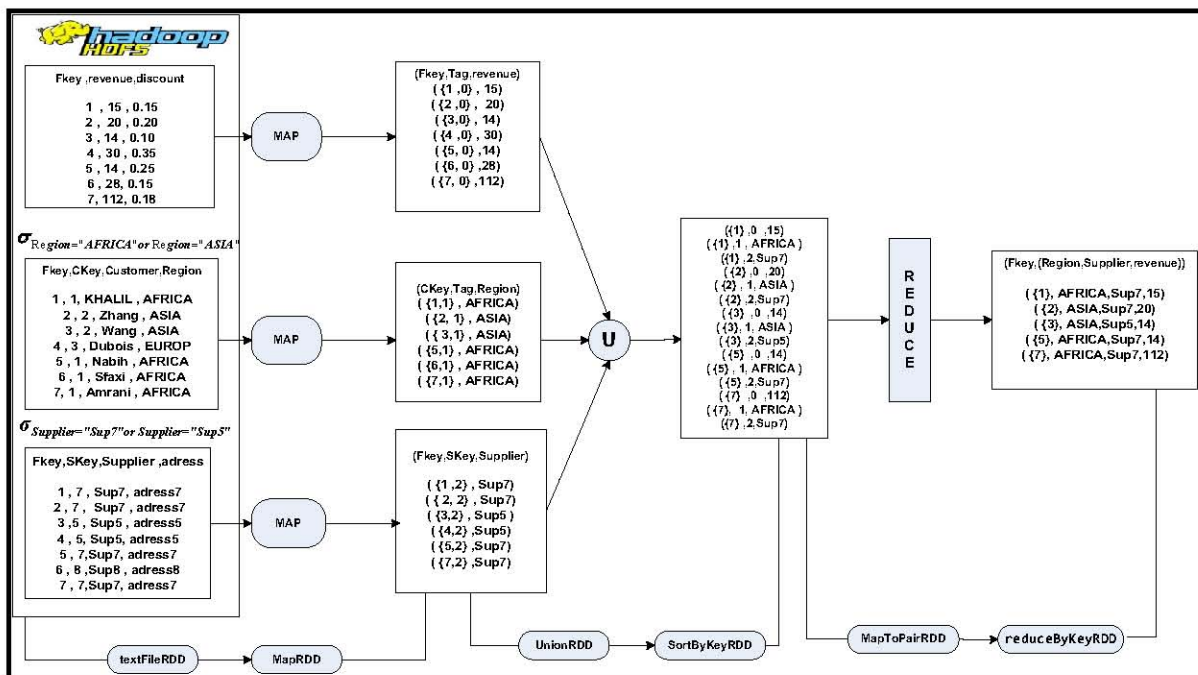 hadoop
HDFS
Fkey ,revenue,discount
1 , 15 , 0.15
2 , 20 , 0.20
3 , 14 , 0.10
4 , 30 , 0.35
5 , 14 , 0.25
6 , 28, 0.15
7, 112, 0.18
MAP
(Fkey,Tag,revenue)
( {1 ,0} , 15)
( {2 ,0} , 20)
( {3,0} , 14)
( {4 ,0} , 30)
( {5, 0} ,14)
( {6, 0} ,28)
( {7, 0} ,112)
σ Region="AFRICA" or Region="ASIA"
Fkey,CKey,Customer,Region
1 , 1, KHALIL , AFRICA
2 , 2 , Zhang , ASIA
3 , 2 , Wang , ASIA
4 , 3 , Dubois , EUROP
5 , 1 , Nabih , AFRICA
6 , 1 , Sfaxi , AFRICA
7, 1 , Amrani , AFRICA
MAP
(CKey,Tag,Region)
( {1,1} , AFRICA)
( {2, 1} , ASIA)
( { 3,1} , ASIA)
( {5,1} , AFRICA)
( {6,1} , AFRICA)
( {7,1} , AFRICA)
σ Supplier="Sup7" or Supplier="Sup5"
Fkey,SKey,Supplier ,adress
1 , 7 , Sup7, adress7
2 , 7 , Sup7, adress7
3 ,5 , Sup5 , adress5
4 , 5, Sup5, adress5
5 , 7,Sup7, adress7
6 , 8 ,Sup8 , adress8
7 , 7,Sup7, adress7
MAP
(Fkey,SKey,Supplier)
( {1 ,2} , Sup7)
( { 2, 2} , Sup7)
( {3,2} , Sup5 )
( {4,2} ,Sup5)
( {5,2} ,Sup7)
( {7,2} ,Sup7)
U
({1} ,0 ,15)
( {1} ,1 , AFRICA )
({1} ,2,Sup7)
({2} ,0 ,20)
( {2} , 1, ASIA )
({2} ,2,Sup7)
({3} ,0 ,14)
( {3}, 1, ASIA )
({3} ,2,Sup5)
({5} ,0 ,14)
( {5} , 1, AFRICA )
({5} ,2,Sup7)
({7} ,0 ,112)
( {7}, 1, AFRICA )
({7} ,2,Sup7)
REDUCE
(Fkey,(Region,Supplier,revenue))
( {1}, AFRICA,Sup7,15)
( {2}, ASIA,Sup7,20)
( {3}, ASIA,Sup5,14)
( {5}, AFRICA,Sup7,14)
( {7}, AFRICA,Sup7,112)
textFileRDD
MapRDD
UnionRDD
SortByKeyRDD
MapToPairRDD
reduceByKeyRDD